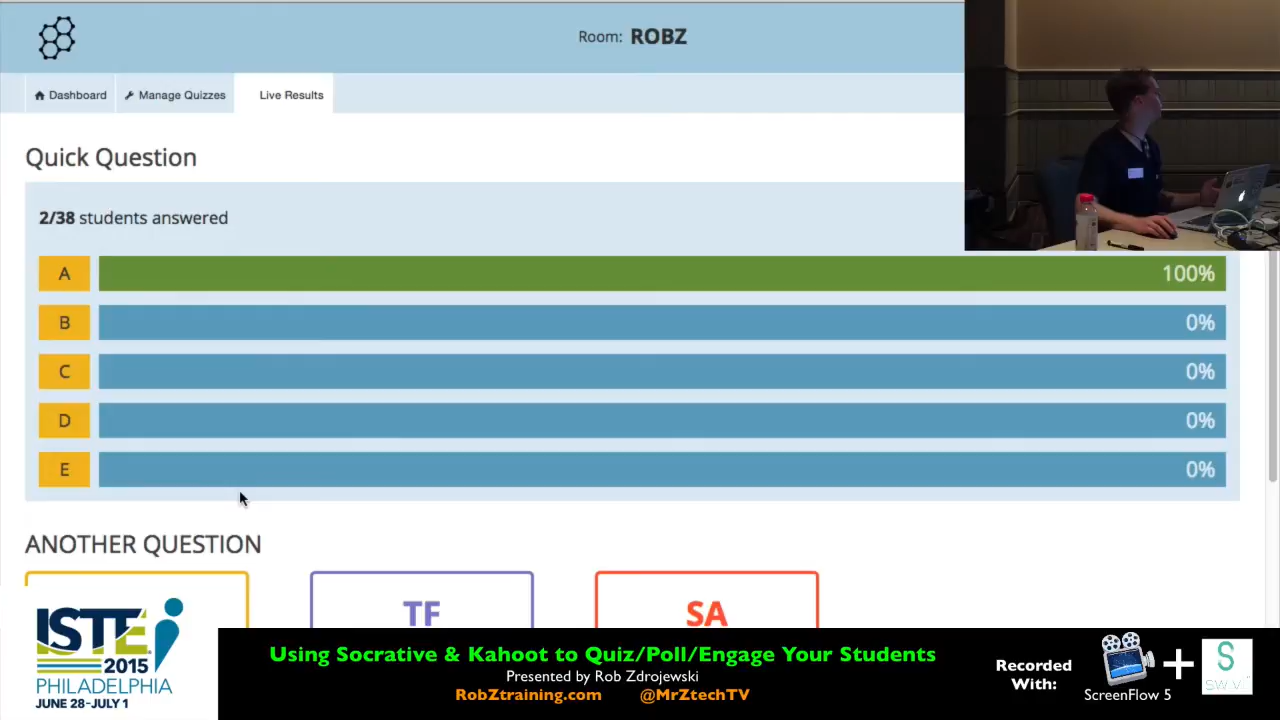 Room: ROBZ
Dashboard
Manage Quizzes
Live Results
Quick Question
2/38 students answered
A 100%
B 0%
C 0%
D 0%
E 0%
ANOTHER QUESTION
TF
SA
ISTE
2015
PHILADELPHIA
JUNE 28-JULY 1
Using Socrative & Kahoot to Quiz/Poll/Engage Your Students
Presented by Rob Zdrojewski
RobZtraining.com @MrZtechTV
Recorded
With:
ScreenFlow 5
S